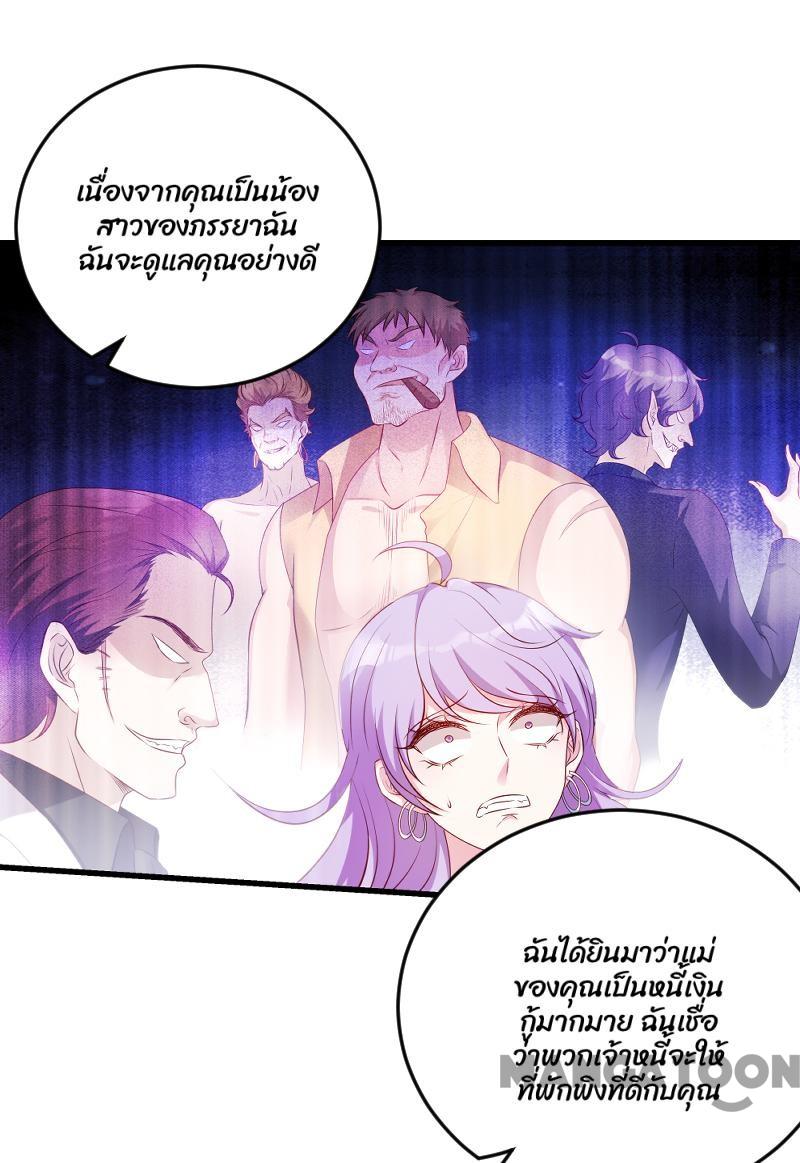 เนื่องจากคุณเป็นน้อง
สาวของภรรยาฉัน
ฉันจะดูแลคุณอย่างดี
ฉันได้ยินมาว่าแม่
ของคุณเป็นหนี้เงิน
กู้มากมาย ฉันเชื่อ
ว่าพวกเจ้าหนี้จะให้
ที่พักพิงที่ดีกับคุณ
MANGATOON